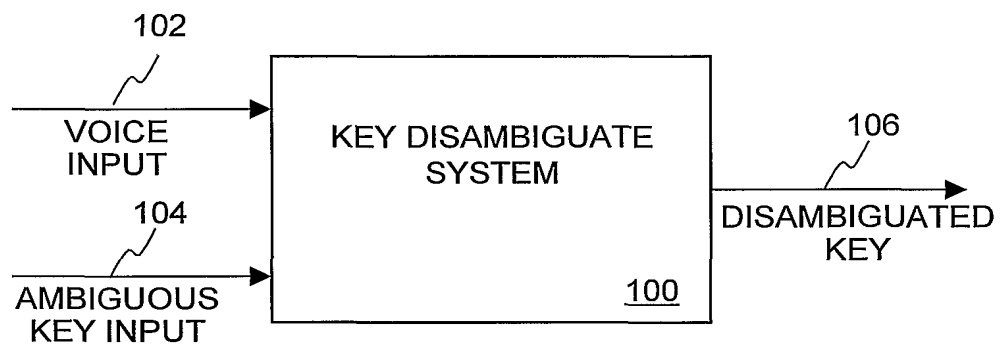 102
VOICE
INPUT
104
AMBIGUOUS
KEY INPUT
KEY DISAMBIGUATE
SYSTEM
100
106
DISAMBIGUATED
KEY